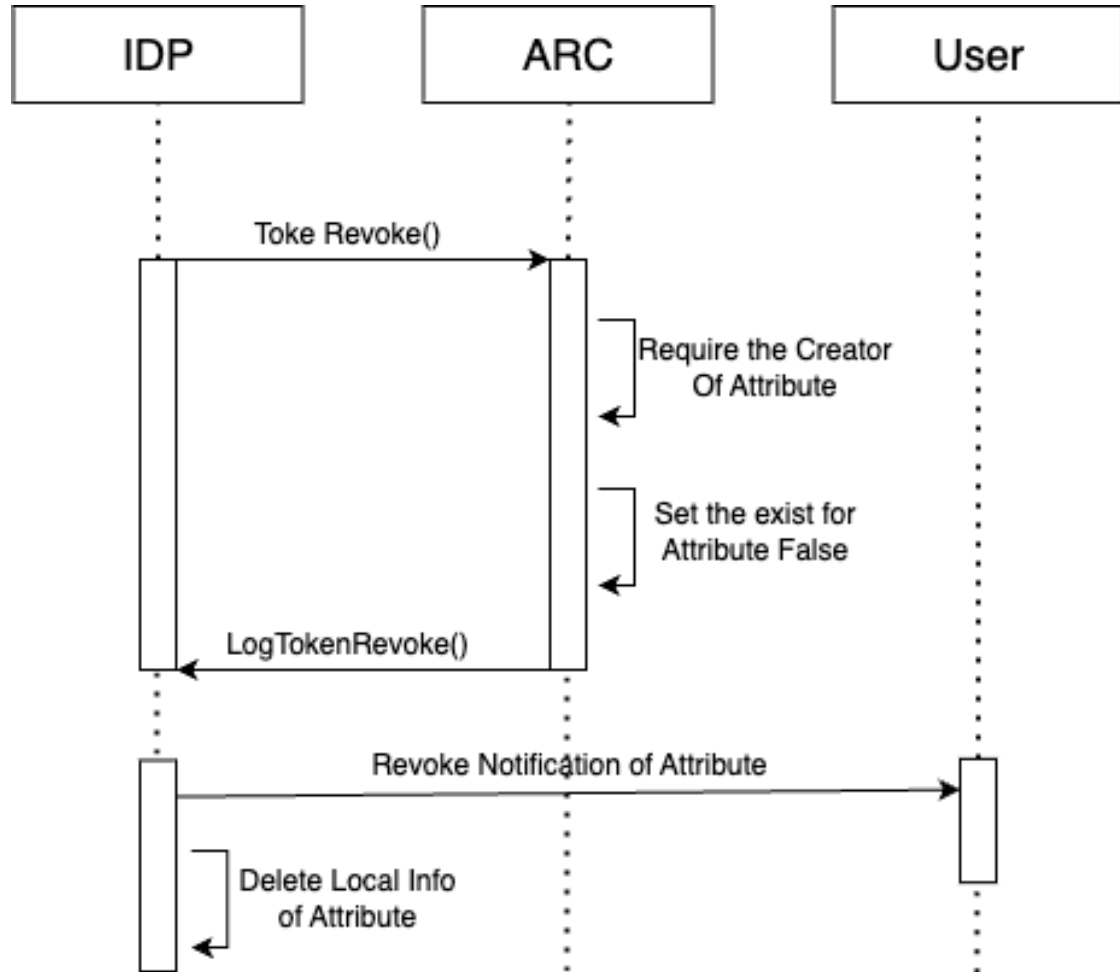 IDP
ARC
User
Toke Revoke()
Require the Creator
Of Attribute
Set the exist for
Attribute False
LogTokenRevoke()
Revoke Notification of Attribute
Delete Local Info
of Attribute